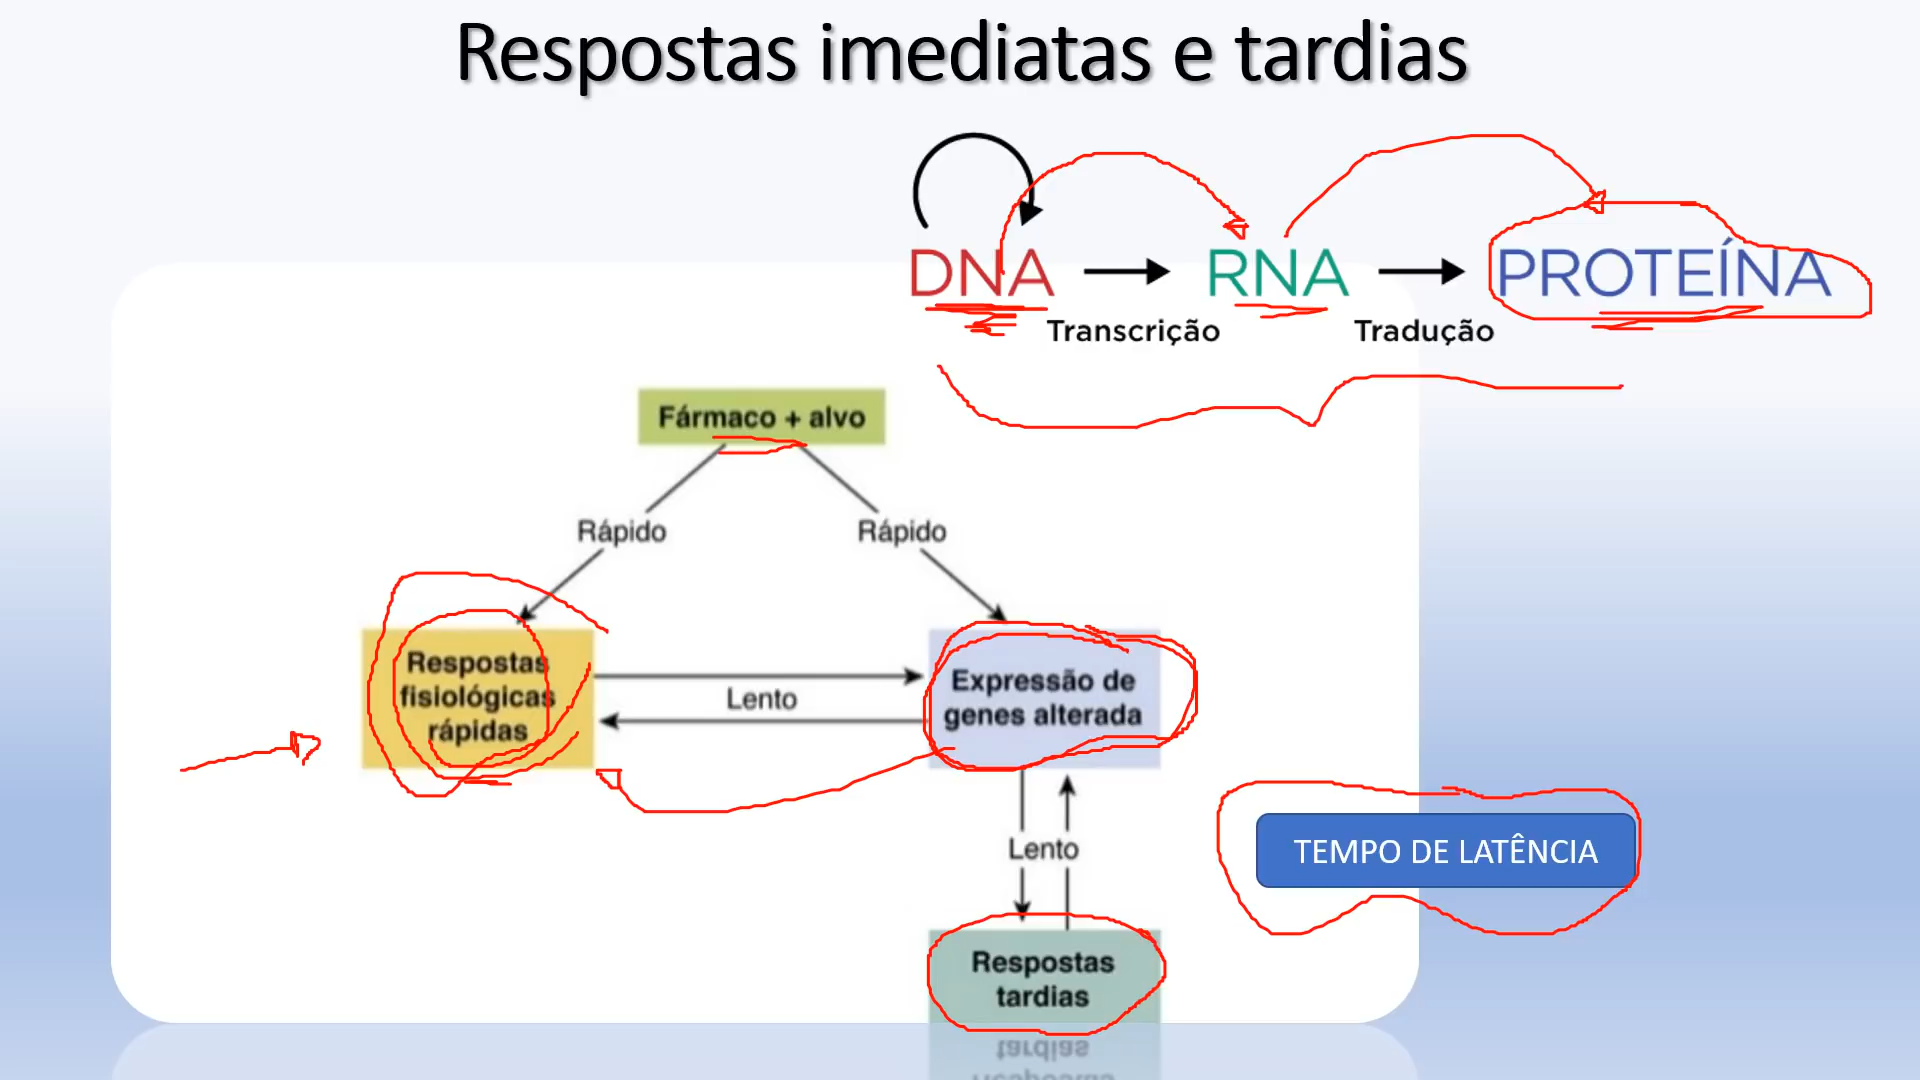 Respostas imediatas e tardias
DNA
RNA
PROTEÍNA
Transcrição
Tradução
Fármaco + alvo
Rápido
Rápido
Respostas
fisiológicas
rápidas
Lento
Expressão de
genes alterada
Lento
TEMPO DE LATÊNCIA
Respostas
tardias